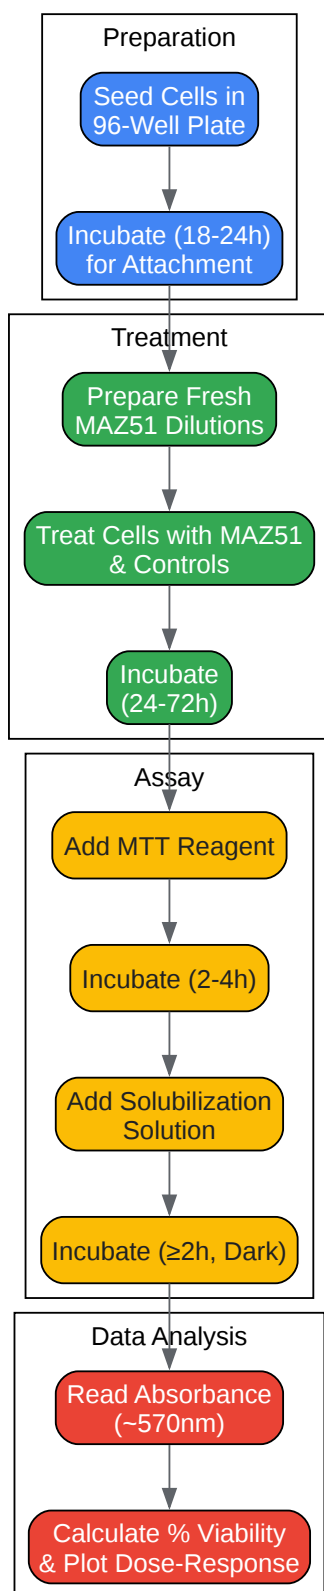 Preparation
Seed Cells in
96-Well Plate
Incubate (18-24h)
for Attachment
Treatment
Prepare Fresh
MAZ51 Dilutions
Treat Cells with MAZ51
& Controls
Incubate
(24-72h)
Assay
Add MTT Reagent
Incubate (2-4h)
Add Solubilization
Solution
Incubate (≥2h, Dark)
Data Analysis
Read Absorbance
(~570nm)
Calculate % Viability
& Plot Dose-Response